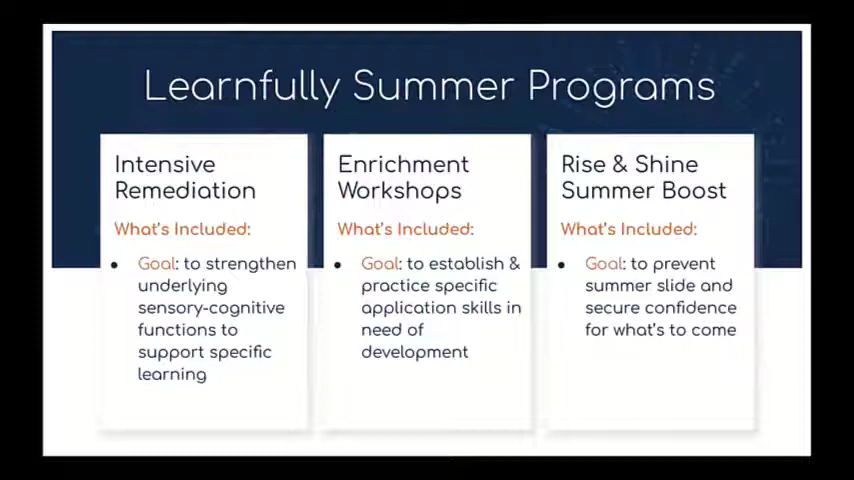 Learnfully Summer Programs
Intensive
Remediation
What's Included:
● Goal: to strengthen
underlying
sensory-cognitive
functions to
support specific
learning
Enrichment
Workshops
What's Included:
● Goal: to establish &
practice specific
application skills in
need of
development
Rise & Shine
Summer Boost
What's Included:
● Goal: to prevent
summer slide and
secure confidence
for what's to come